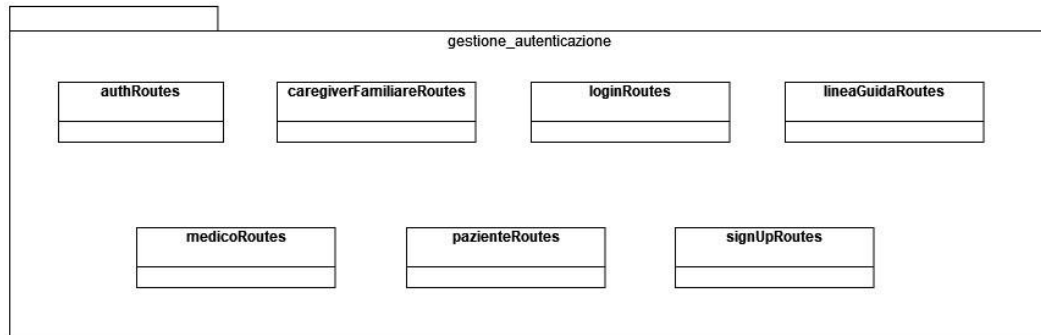 gestione_autenticazione
authRoutes
caregiverFamiliareRoutes
loginRoutes
lineaGuidaRoutes
medicoRoutes
pazienteRoutes
signUpRoutes